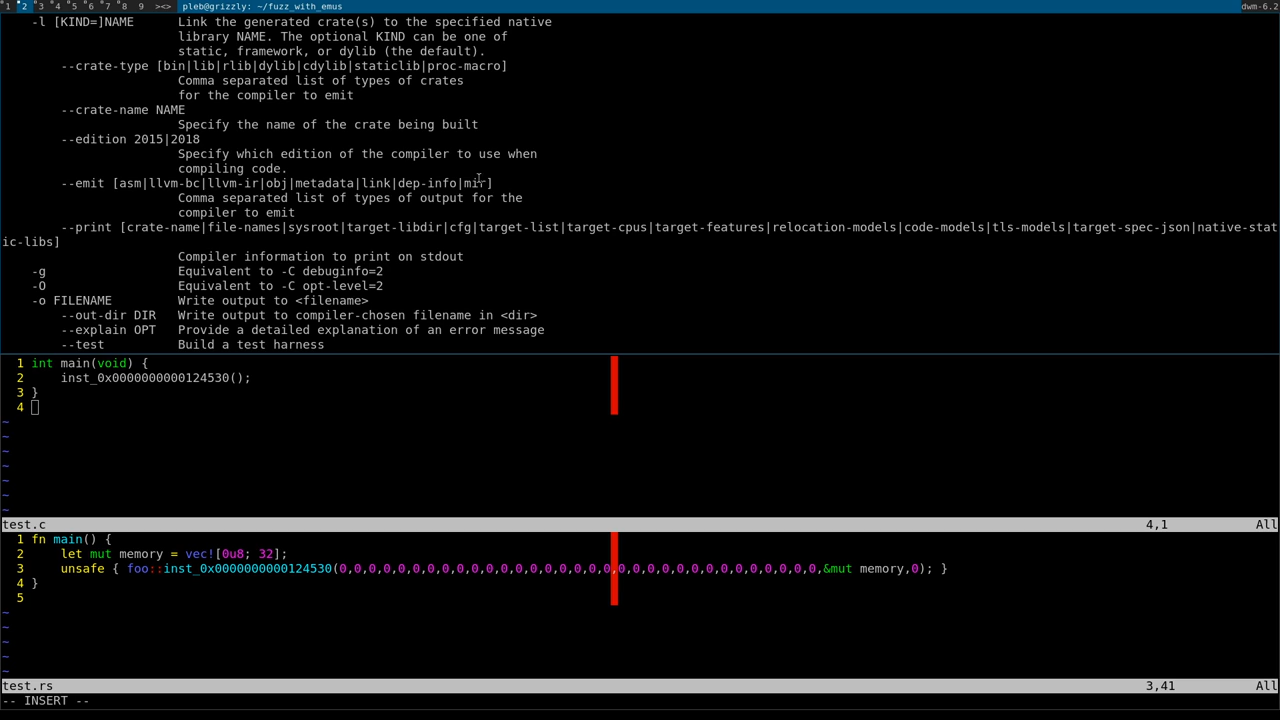 1 2 3 4 5 6 7 8 9 ><> pleb@grizzly: ~/fuzz_with_emus dwm-6.2
    -l [KIND=]NAME      Link the generated crate(s) to the specified native
                        library NAME. The optional KIND can be one of
                        static, framework, or dylib (the default).
        --crate-type [bin|lib|rlib|dylib|cdylib|staticlib|proc-macro]
                        Comma separated list of types of crates
                        for the compiler to emit
        --crate-name NAME
                        Specify the name of the crate being built
        --edition 2015|2018
                        Specify which edition of the compiler to use when
                        compiling code.
        --emit [asm|llvm-bc|llvm-ir|obj|metadata|link|dep-info|mir]
                        Comma separated list of types of output for the
                        compiler to emit
        --print [crate-name|file-names|sysroot|target-libdir|cfg|target-list|target-cpus|target-features|relocation-models|code-models|tls-models|target-spec-json|native-stat
ic-libs]
                        Compiler information to print on stdout
    -g                  Equivalent to -C debuginfo=2
    -O                  Equivalent to -C opt-level=2
    -o FILENAME         Write output to <filename>
        --out-dir DIR   Write output to compiler-chosen filename in <dir>
        --explain OPT   Provide a detailed explanation of an error message
        --test          Build a test harness
  1 int main(void) {
  2     inst_0x0000000000124530();
  3 }
  4
~
~
~
~
~
~
~
test.c 4,1 All
  1 fn main() {
  2     let mut memory = vec![0u8; 32];
  3     unsafe { foo::inst_0x0000000000124530(0,0,0,0,0,0,0,0,0,0,0,0,0,0,0,0,0,0,0,0,0,0,0,0,0,0,0,0,0,0,0,0,0,&mut memory,0); }
  4 }
  5
~
~
~
~
~
test.rs 3,41 All
-- INSERT --